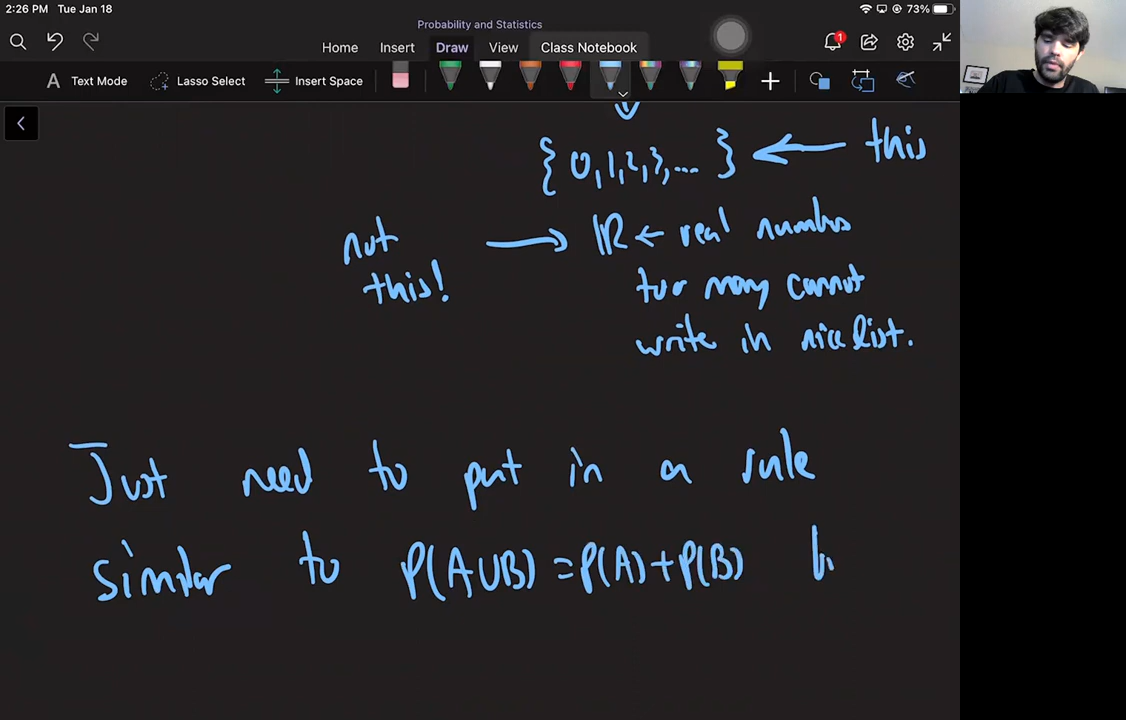 2:26 PM Tue Jan 18
73%
Probability and Statistics
Home Insert Draw View Class Notebook
1
A Text Mode Lasso Select Insert Space
{0,1,2,3,...} ← this
not this! → ℝ ← real numbers
too many cannot
write in nice list.
Just need to put in a rule
similar to P(A∪B) = P(A)+P(B)